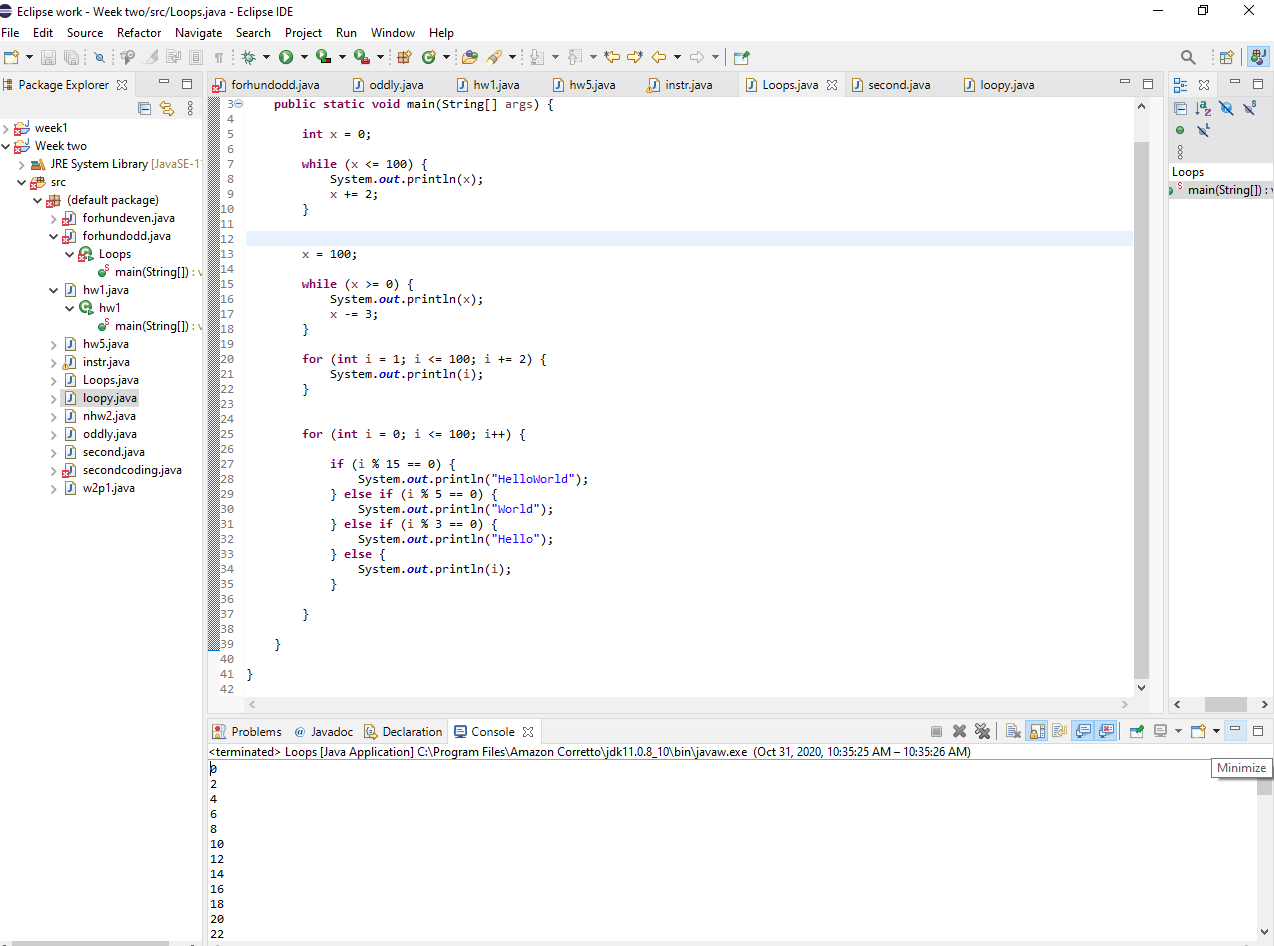 Eclipse work - Week two/src/Loops.java - Eclipse IDE
File Edit Source Refactor Navigate Search Project Run Window Help
Package Explorer
week1
Week two
JRE System Library [JavaSE-1
src
(default package)
forhundeven.java
forhundodd.java
Loops
main(String[]) : v
hw1.java
hw1
main(String[]) : v
hw5.java
instr.java
Loops.java
loopy.java
nhw2.java
oddly.java
second.java
secondcoding.java
w2p1.java
forhundodd.java oddly.java hw1.java hw5.java instr.java Loops.java second.java loopy.java
3 public static void main(String[] args) {
4
5 int x = 0;
6
7 while (x <= 100) {
8 System.out.println(x);
9 x += 2;
10 }
11
12
13 x = 100;
14
15 while (x >= 0) {
16 System.out.println(x);
17 x -= 3;
18 }
19
20 for (int i = 1; i <= 100; i += 2) {
21 System.out.println(i);
22 }
23
24
25 for (int i = 0; i <= 100; i++) {
26
27 if (i % 15 == 0) {
28 System.out.println("HelloWorld");
29 } else if (i % 5 == 0) {
30 System.out.println("World");
31 } else if (i % 3 == 0) {
32 System.out.println("Hello");
33 } else {
34 System.out.println(i);
35 }
36
37 }
38
39 }
40
41 }
42
Loops
main(String[]) : v
Problems @ Javadoc Declaration Console
<terminated> Loops [Java Application] C:\Program Files\Amazon Corretto\jdk11.0.8_10\bin\javaw.exe (Oct 31, 2020, 10:35:25 AM – 10:35:26 AM)
Minimize
0
2
4
6
8
10
12
14
16
18
20
22